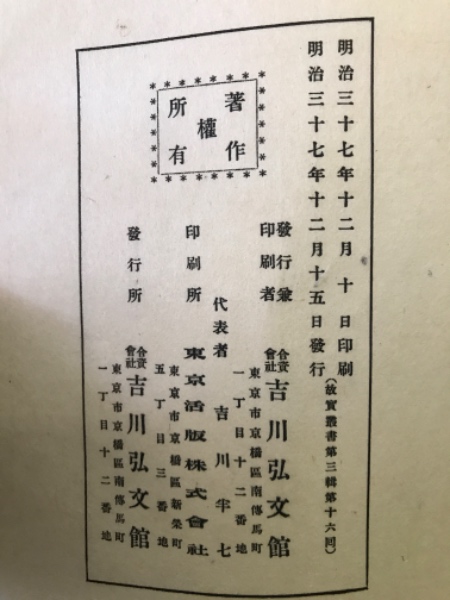 明治三十七年十二月十日印刷
明治三十七年十二月十五日發行
(故實叢書第三輯第十六回)
著作權所有
發行兼印刷者
合資會社吉川弘文館
東京市京橋區南傳馬町一丁目十二番地
代表者 吉川半七
印刷所
東京活版株式會社
東京市京橋區新榮町五丁目三番地
發行所
合資會社吉川弘文館
東京市京橋區南傳馬町一丁目十二番地